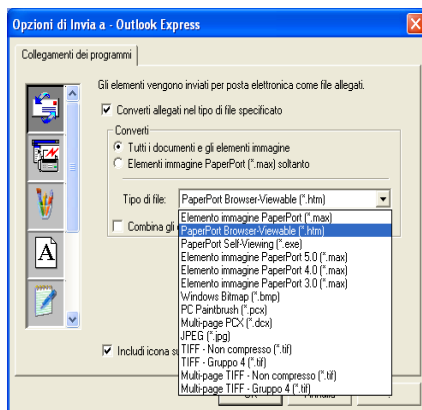 Opzioni di Invia a - Outlook Express
Collegamenti dei programmi
Gli elementi vengono inviati per posta elettronica come file allegati.
Converti allegati nel tipo di file specificato
Converti
Tutti i documenti e gli elementi immagine
Elementi immagine PaperPort (*.max) soltanto
Tipo di file: PaperPort Browser-Viewable (*.htm)
Elemento immagine PaperPort (*.max)
PaperPort Browser-Viewable (*.htm)
Combina gli
PaperPort Self-Viewing (*.exe)
Elemento immagine PaperPort 5.0 (*.max)
A
Elemento immagine PaperPort 4.0 (*.max)
Elemento immagine PaperPort 3.0 (*.max)
Windows Bitmap (*.bmp)
PC Paintbrush (*.pcx)
Multi-page PCX (*.dcx)
JPEG (*.jpg)
Includi icona
TIFF - Non compresso (*.tif)
TIFF - Gruppo 4 (*.tif)
Multi-page TIFF - Non compresso (*.tif)
Multi-page TIFF - Gruppo 4 (*.tif)